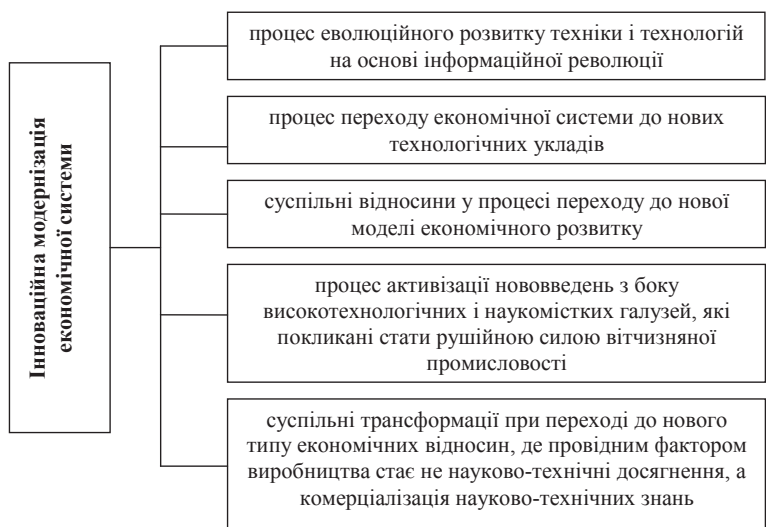 Інноваційна модернізація
економічної системи
процес еволюційного розвитку техніки і технологій
на основі інформаційної революції
процес переходу економічної системи до нових
технологічних укладів
суспільні відносини у процесі переходу до нової
моделі економічного розвитку
процес активізації нововведень з боку
високотехнологічних і наукомістких галузей, які
покликані стати рушійною силою вітчизняної
промисловості
суспільні трансформації при переході до нового
типу економічних відносин, де провідним фактором
виробництва стає не науково-технічні досягнення, а
комерціалізація науково-технічних знань